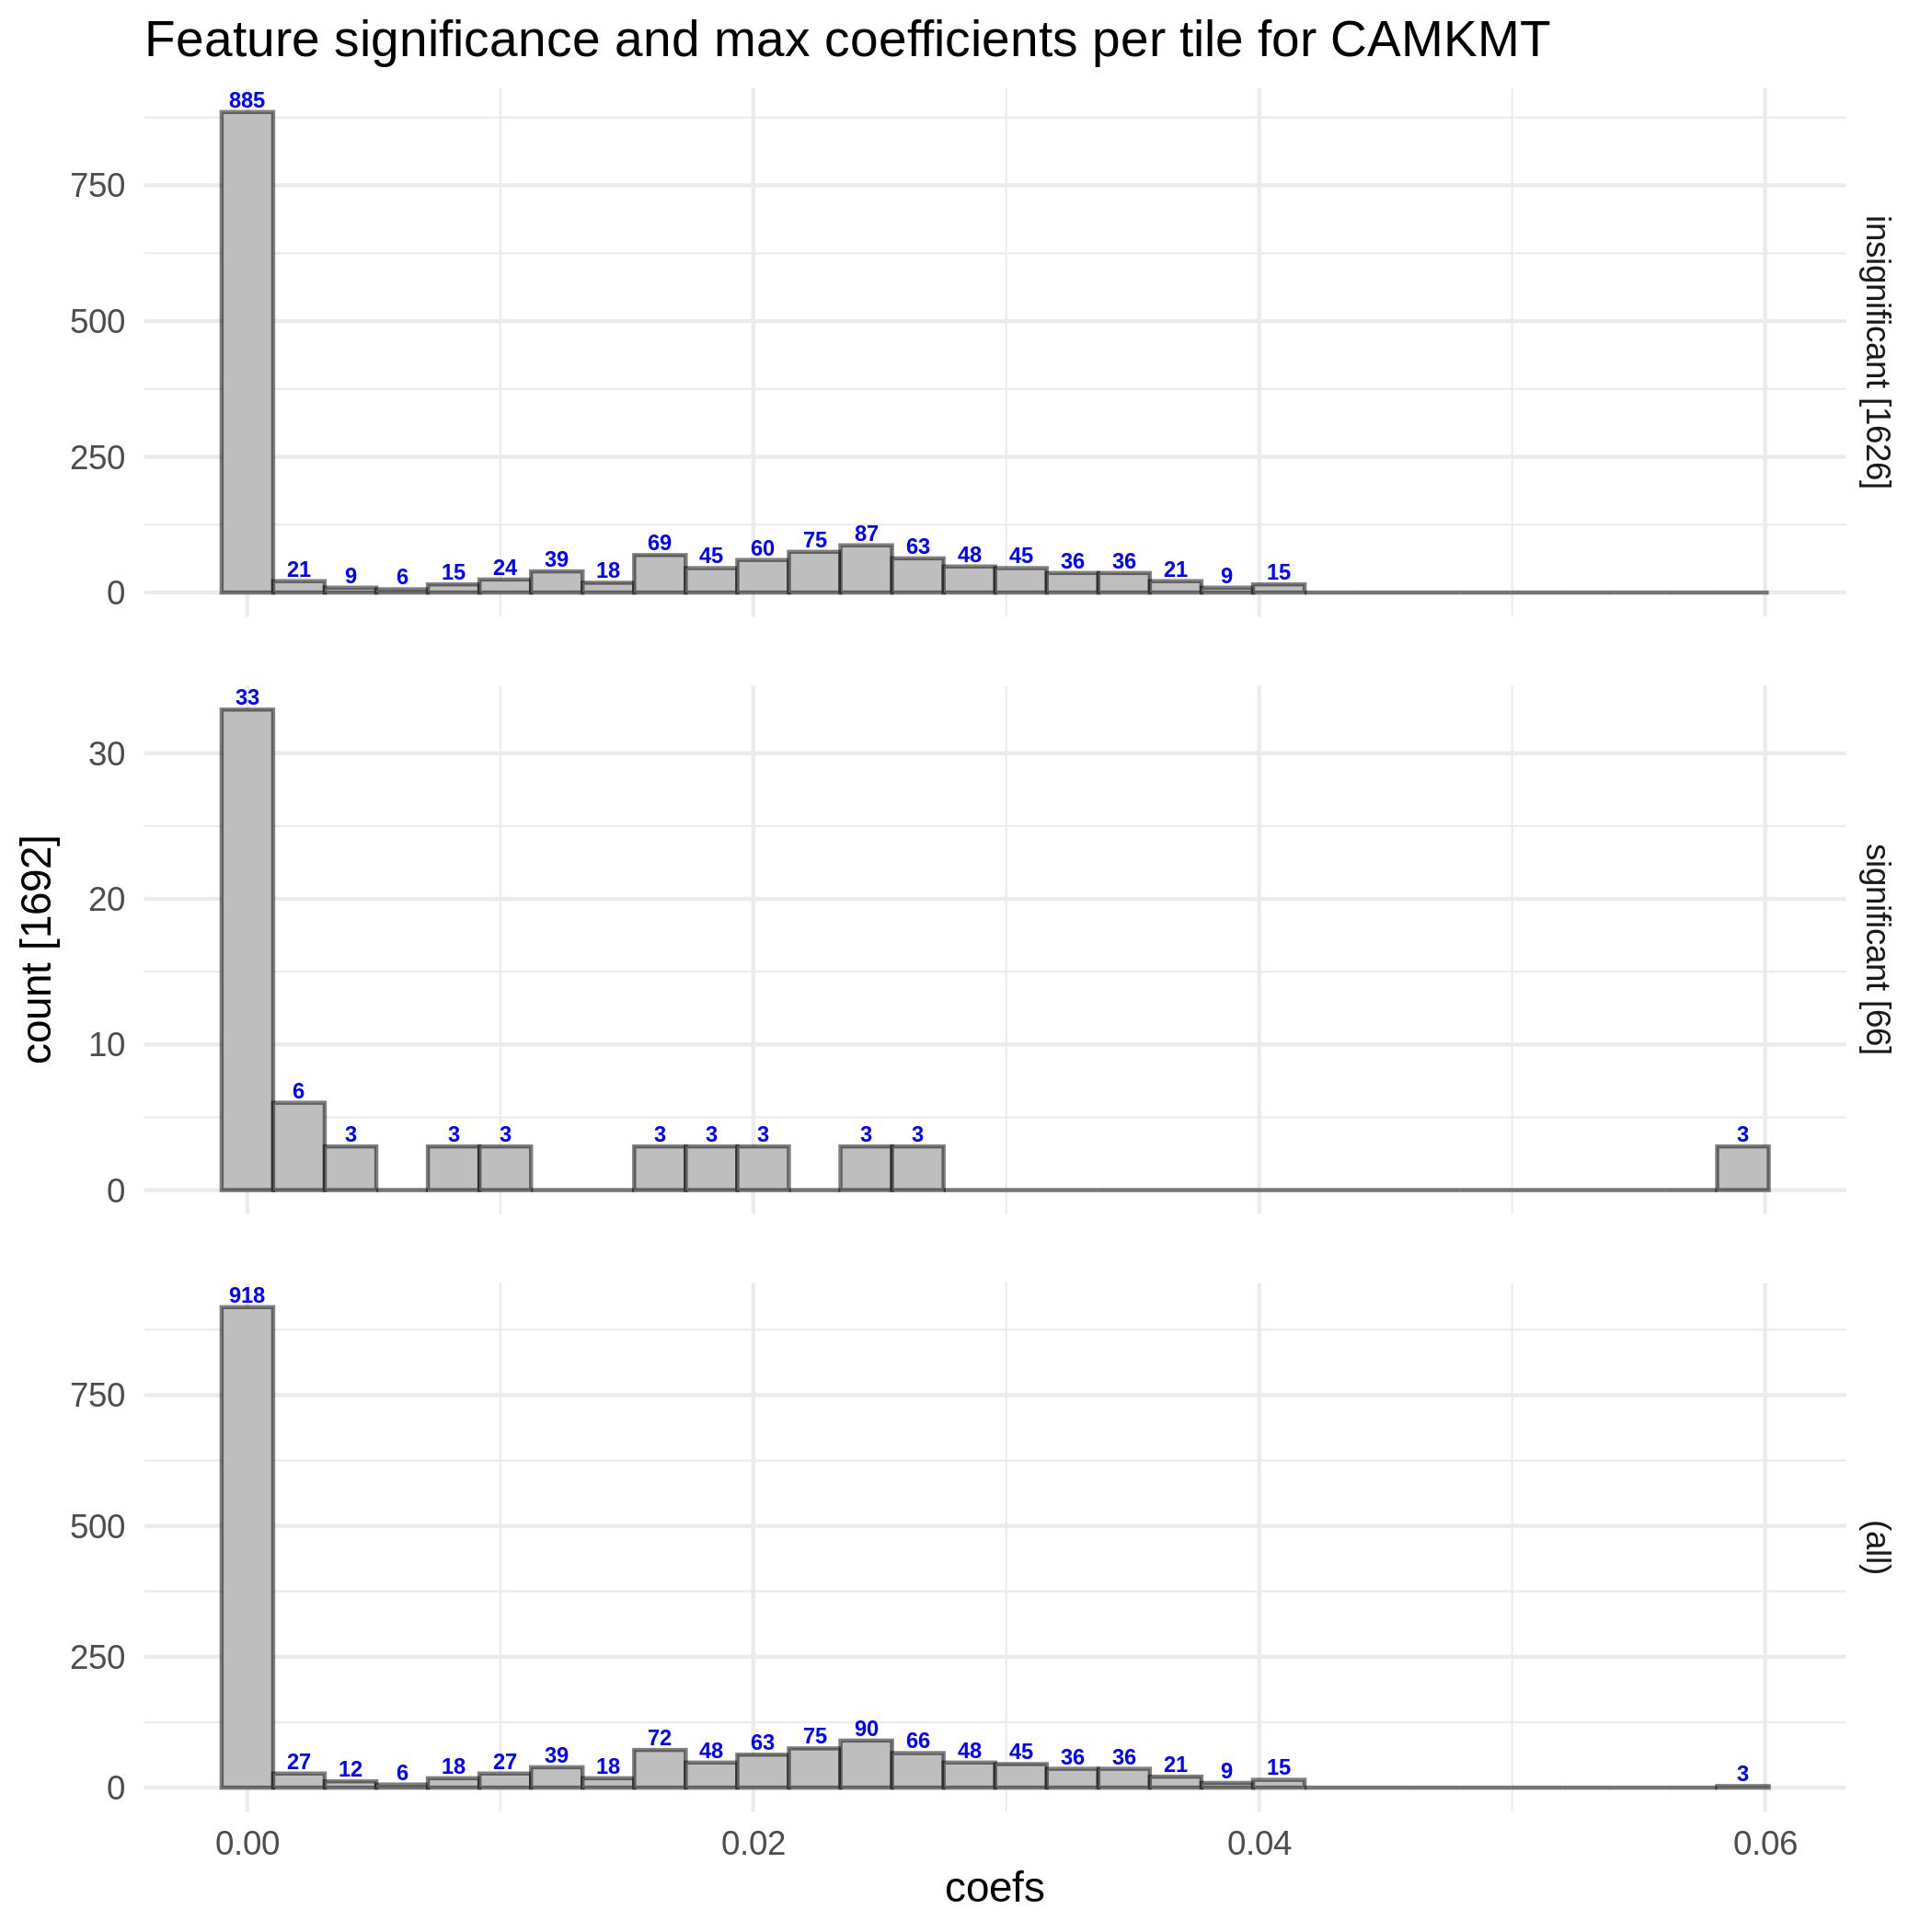 Feature significance and max coefficients per tile for CAMKMT
885
750
500
250
0
21 9 6 15 24 39 18 69 45 60 75 87 63 48 45 36 36 21 9 15
insignificant [1626]
33
30
20
10
0
6 3 3 3 3 3 3 3 3 3
significant [66]
count [1692]
918
750
500
250
0
27 12 6 18 27 39 18 72 48 63 75 90 66 48 45 36 36 21 9 15 3
(all)
0.00 0.02 0.04 0.06
coefs